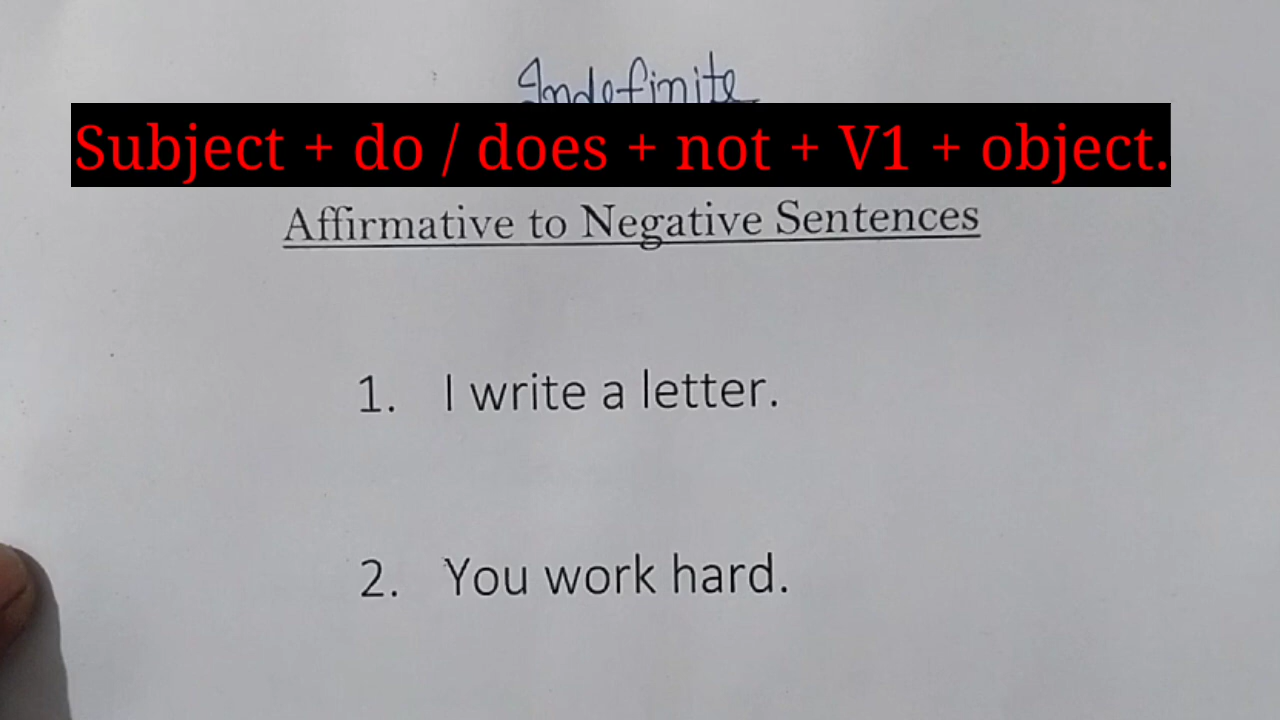 Indefinite
Subject + do / does + not + V1 + object.
Affirmative to Negative Sentences
1. I write a letter.
2. You work hard.